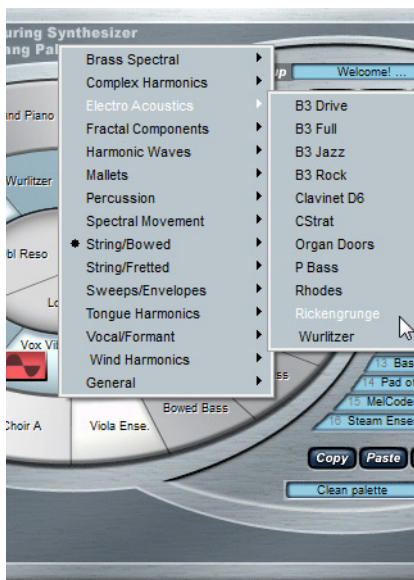 uring Synthesizer
ang Pal
Brass Spectral
Complex Harmonics
Electro Acoustics
Fractal Components
Harmonic Waves
Mallets
Percussion
Spectral Movement
String/Bowed
String/Fretted
Sweeps/Envelopes
Tongue Harmonics
Vocal/Formant
Wind Harmonics
General
up
Welcome! ...
B3 Drive
B3 Full
B3 Jazz
B3 Rock
Clavinet D6
CStrat
Organ Doors
P Bass
Rhodes
Rickengrunge
Wurlitzer
nd Piano
Wurlitzer
bl Reso
Lo
Vox Vib
Choir A
Viola Ense.
Bowed Bass
ss
13 Bas
14 Pad of
15 MelCode
16 Steam Ense
Copy
Paste
Clean palette